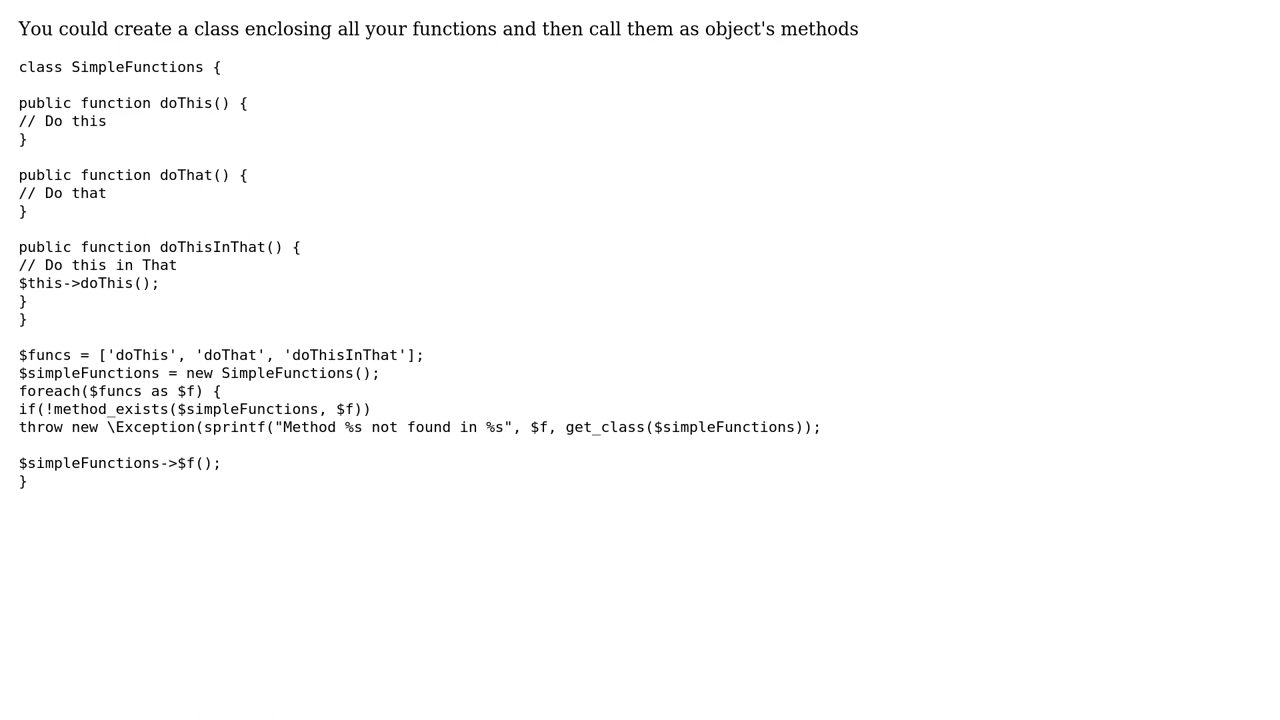 You could create a class enclosing all your functions and then call them as object's methods
class SimpleFunctions {
public function doThis() {
// Do this
}
public function doThat() {
// Do that
}
public function doThisInThat() {
// Do this in That
$this->doThis();
}
}
$funcs = ['doThis', 'doThat', 'doThisInThat'];
$simpleFunctions = new SimpleFunctions();
foreach($funcs as $f) {
if(!method_exists($simpleFunctions, $f))
throw new \Exception(sprintf("Method %s not found in %s", $f, get_class($simpleFunctions));
$simpleFunctions->$f();
}